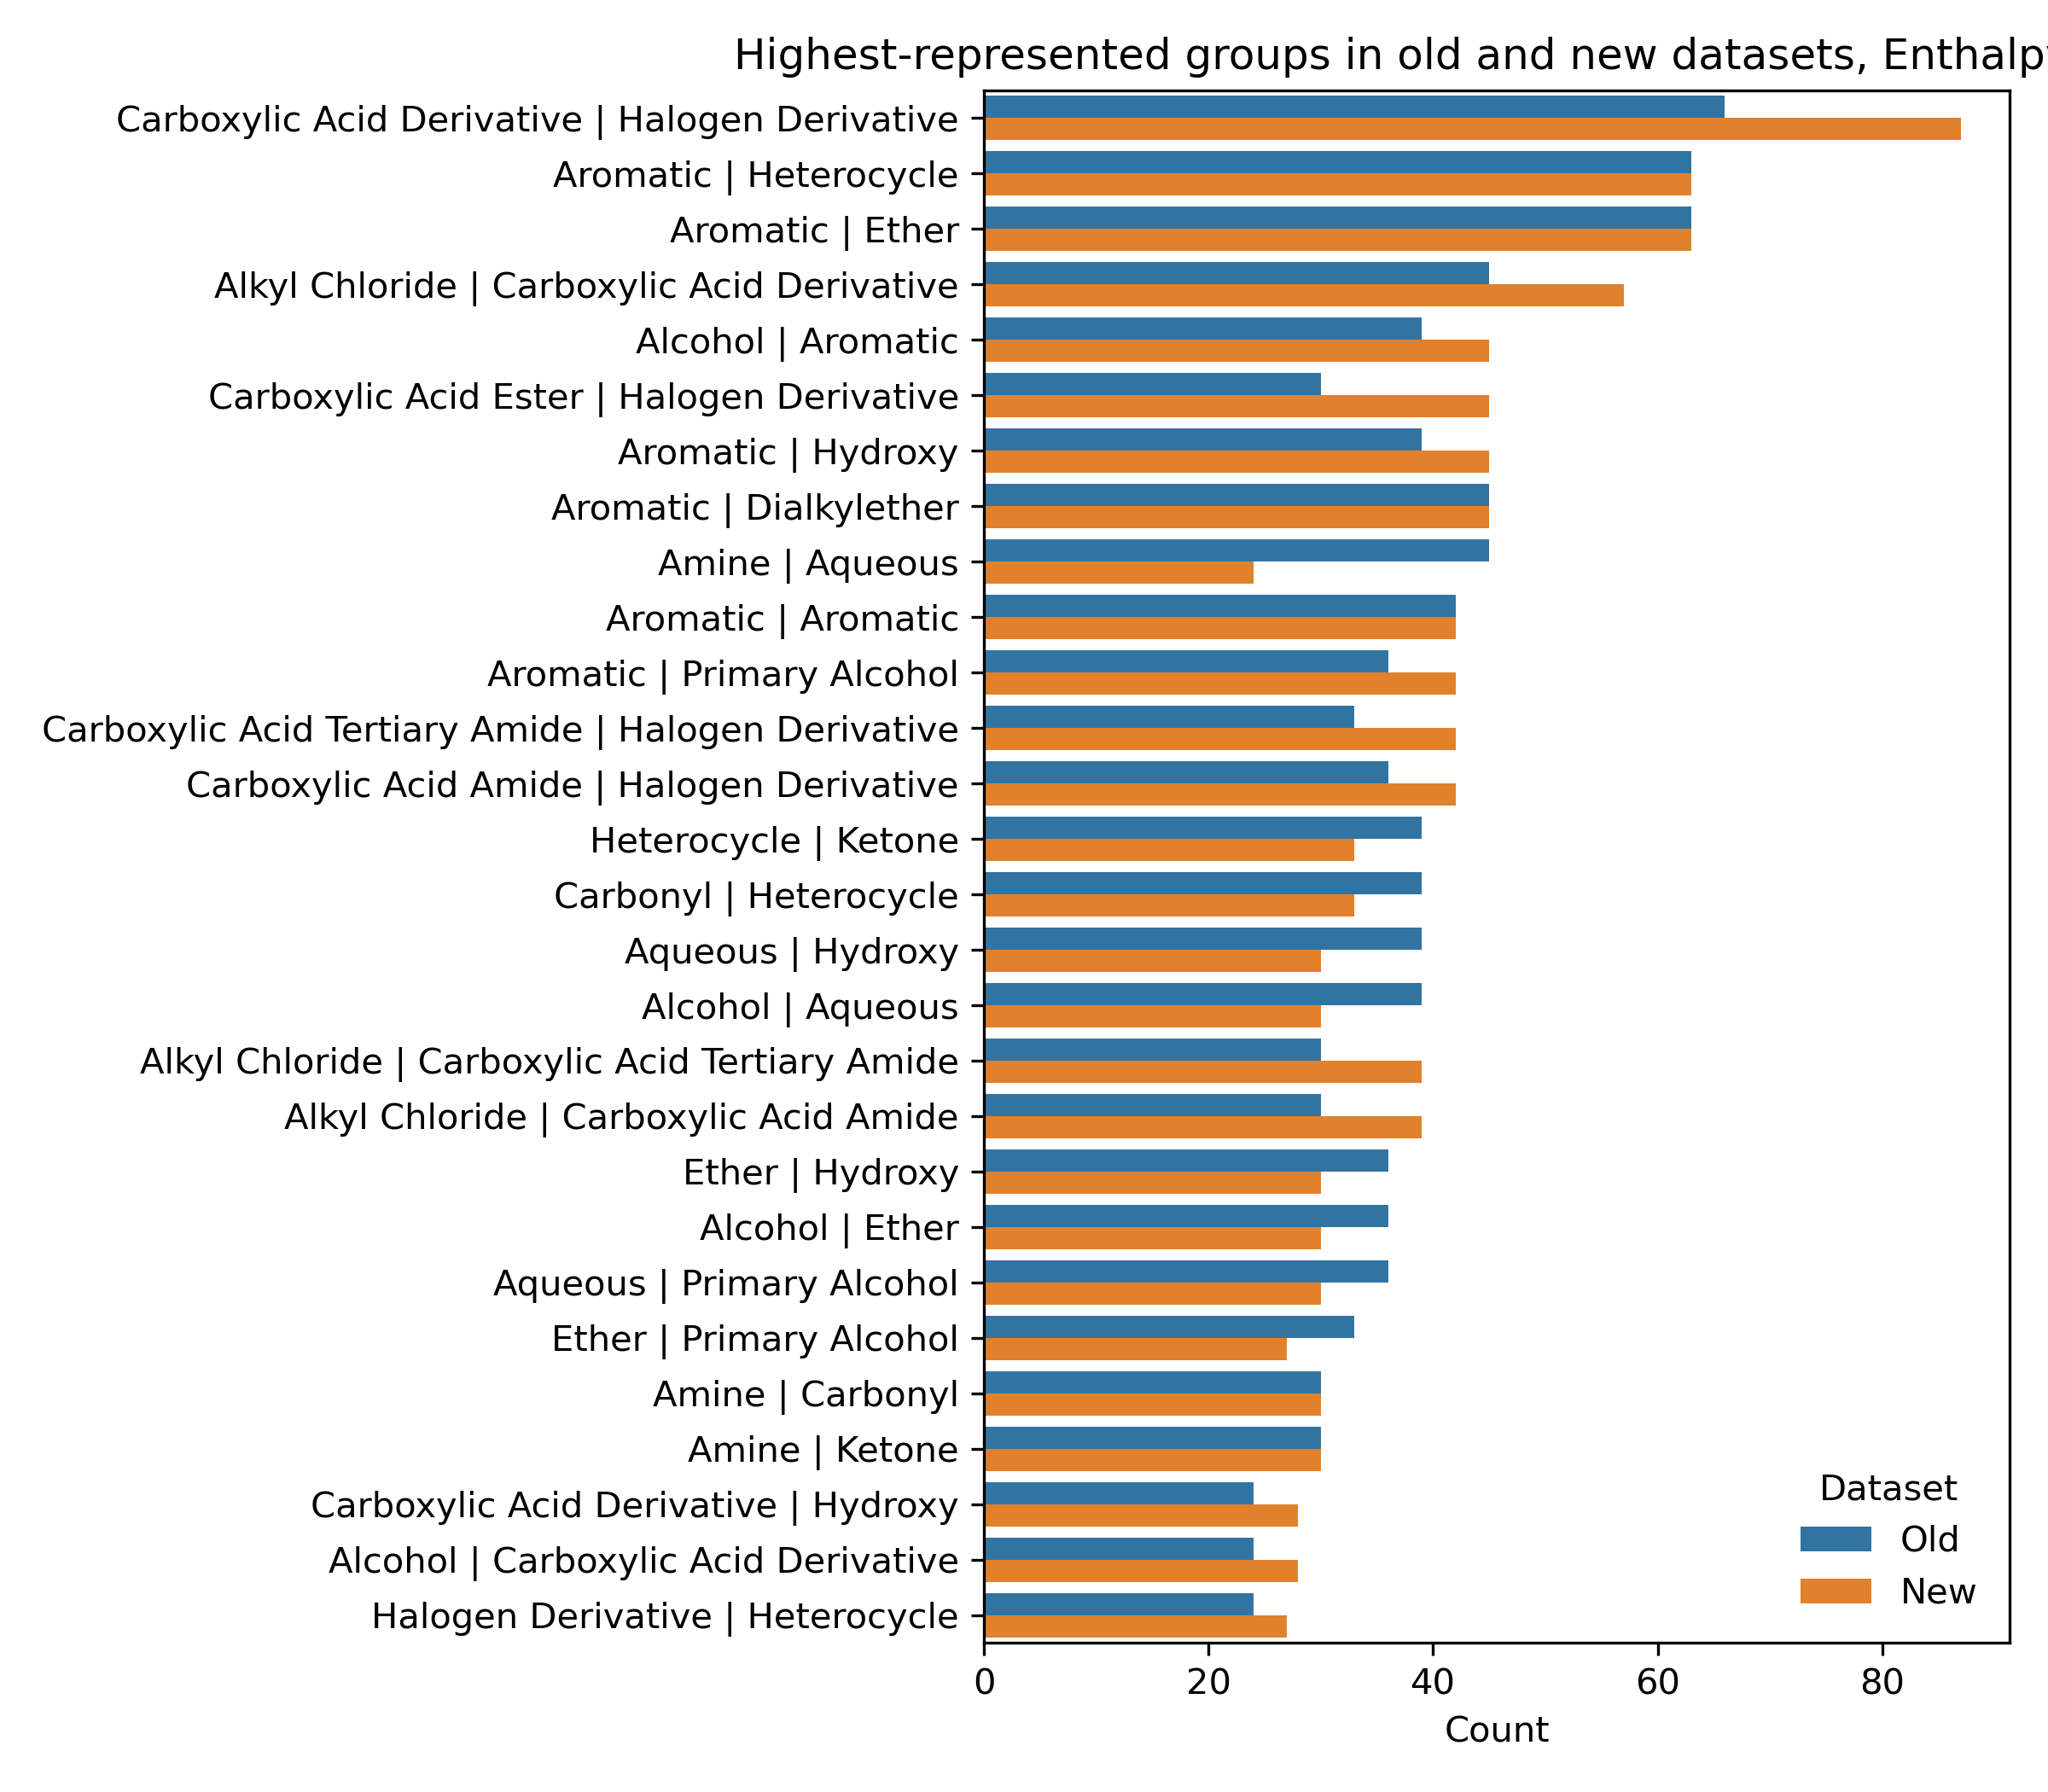 Highest-represented groups in old and new datasets, Enthalpy
Carboxylic Acid Derivative | Halogen Derivative
Aromatic | Heterocycle
Aromatic | Ether
Alkyl Chloride | Carboxylic Acid Derivative
Alcohol | Aromatic
Carboxylic Acid Ester | Halogen Derivative
Aromatic | Hydroxy
Aromatic | Dialkylether
Amine | Aqueous
Aromatic | Aromatic
Aromatic | Primary Alcohol
Carboxylic Acid Tertiary Amide | Halogen Derivative
Carboxylic Acid Amide | Halogen Derivative
Heterocycle | Ketone
Carbonyl | Heterocycle
Aqueous | Hydroxy
Alcohol | Aqueous
Alkyl Chloride | Carboxylic Acid Tertiary Amide
Alkyl Chloride | Carboxylic Acid Amide
Ether | Hydroxy
Alcohol | Ether
Aqueous | Primary Alcohol
Ether | Primary Alcohol
Amine | Carbonyl
Amine | Ketone
Carboxylic Acid Derivative | Hydroxy
Alcohol | Carboxylic Acid Derivative
Halogen Derivative | Heterocycle
Dataset
Old
New
0 20 40 60 80
Count